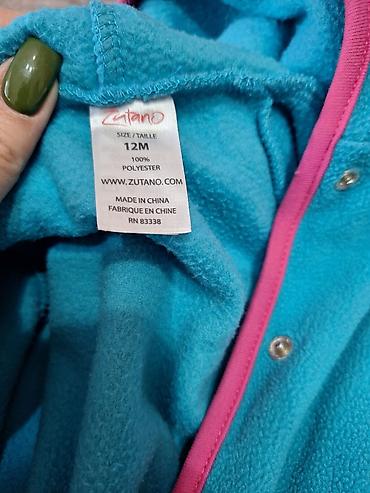 Zutano
SIZE / TAILLE
12M
100%
POLYESTER
WWW.ZUTANO.COM
MADE IN CHINA
FABRIQUE EN CHINE
RN 83338